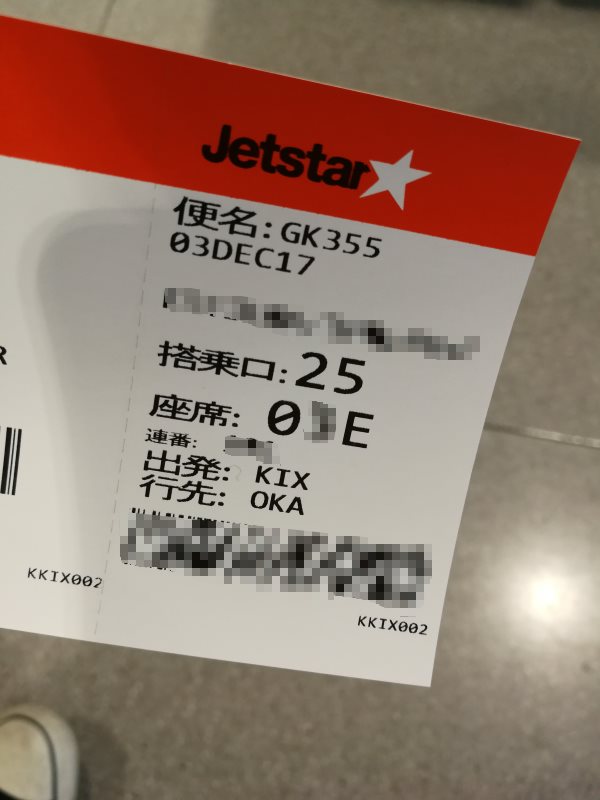 Jetstar
便名: GK355
03DEC17
搭乗口: 25
座席: 0 E
連番:
出発: KIX
行先: OKA
R
KKIX002
KKIX002